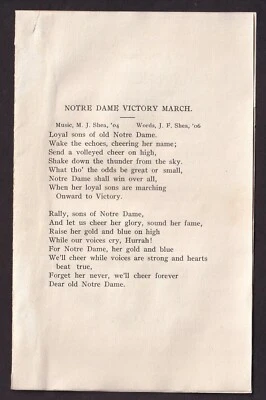 NOTRE DAME VICTORY MARCH.
Music, M. J. Shea, '04 Words, J. F. Shea, '06
Loyal sons of old Notre Dame.
Wake the echoes, cheering her name;
Send a volleyed cheer on high,
Shake down the thunder from the sky.
What tho' the odds be great or small,
Notre Dame shall win over all,
When her loyal sons are marching
Onward to Victory.
Rally, sons of Notre Dame,
And let us cheer her glory, sound her fame,
Raise her gold and blue on high
While our voices cry, Hurrah!
For Notre Dame, her gold and blue
We'll cheer while voices are strong and hearts
beat true,
Forget her never, we'll cheer forever
Dear old Notre Dame.